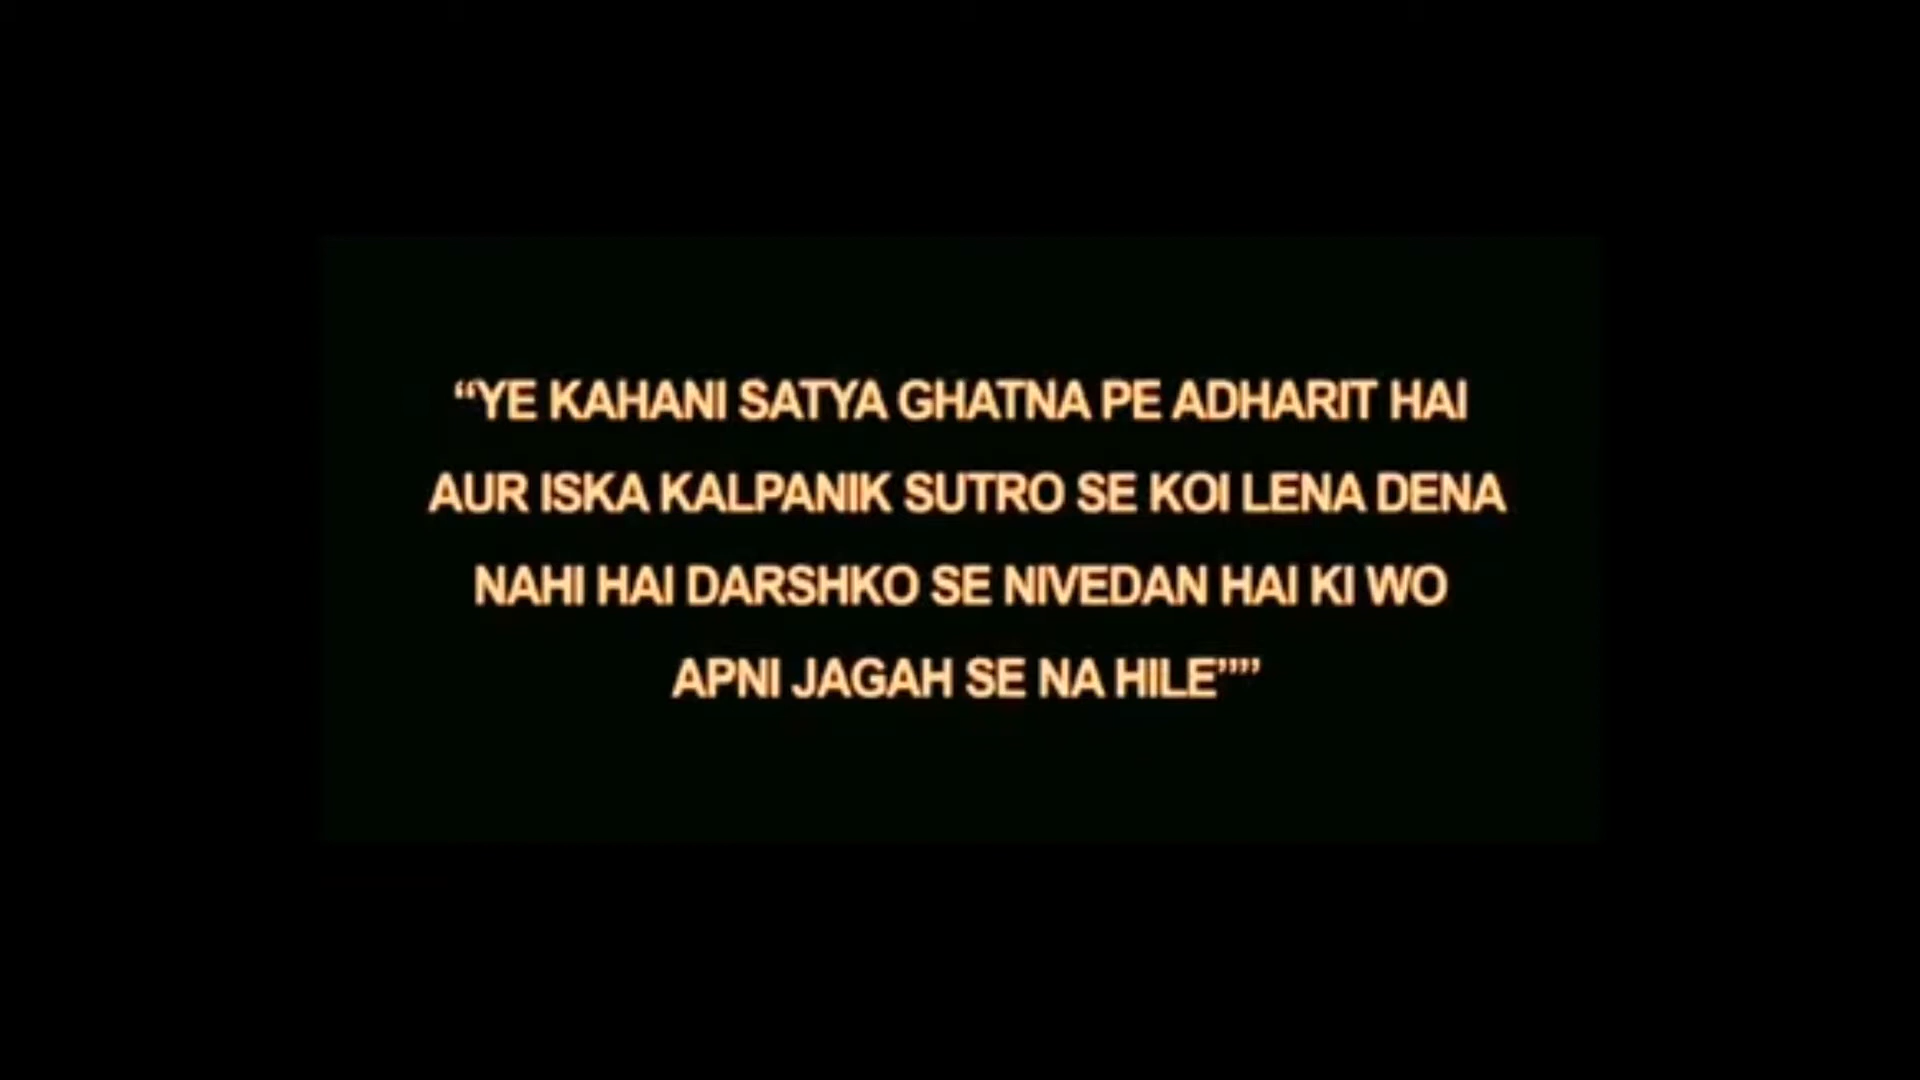 “YE KAHANI SATYA GHATNA PE ADHARIT HAI
AUR ISKA KALPANIK SUTRO SE KOI LENA DENA
NAHI HAI DARSHKO SE NIVEDAN HAI KI WO
APNI JAGAH SE NA HILE””